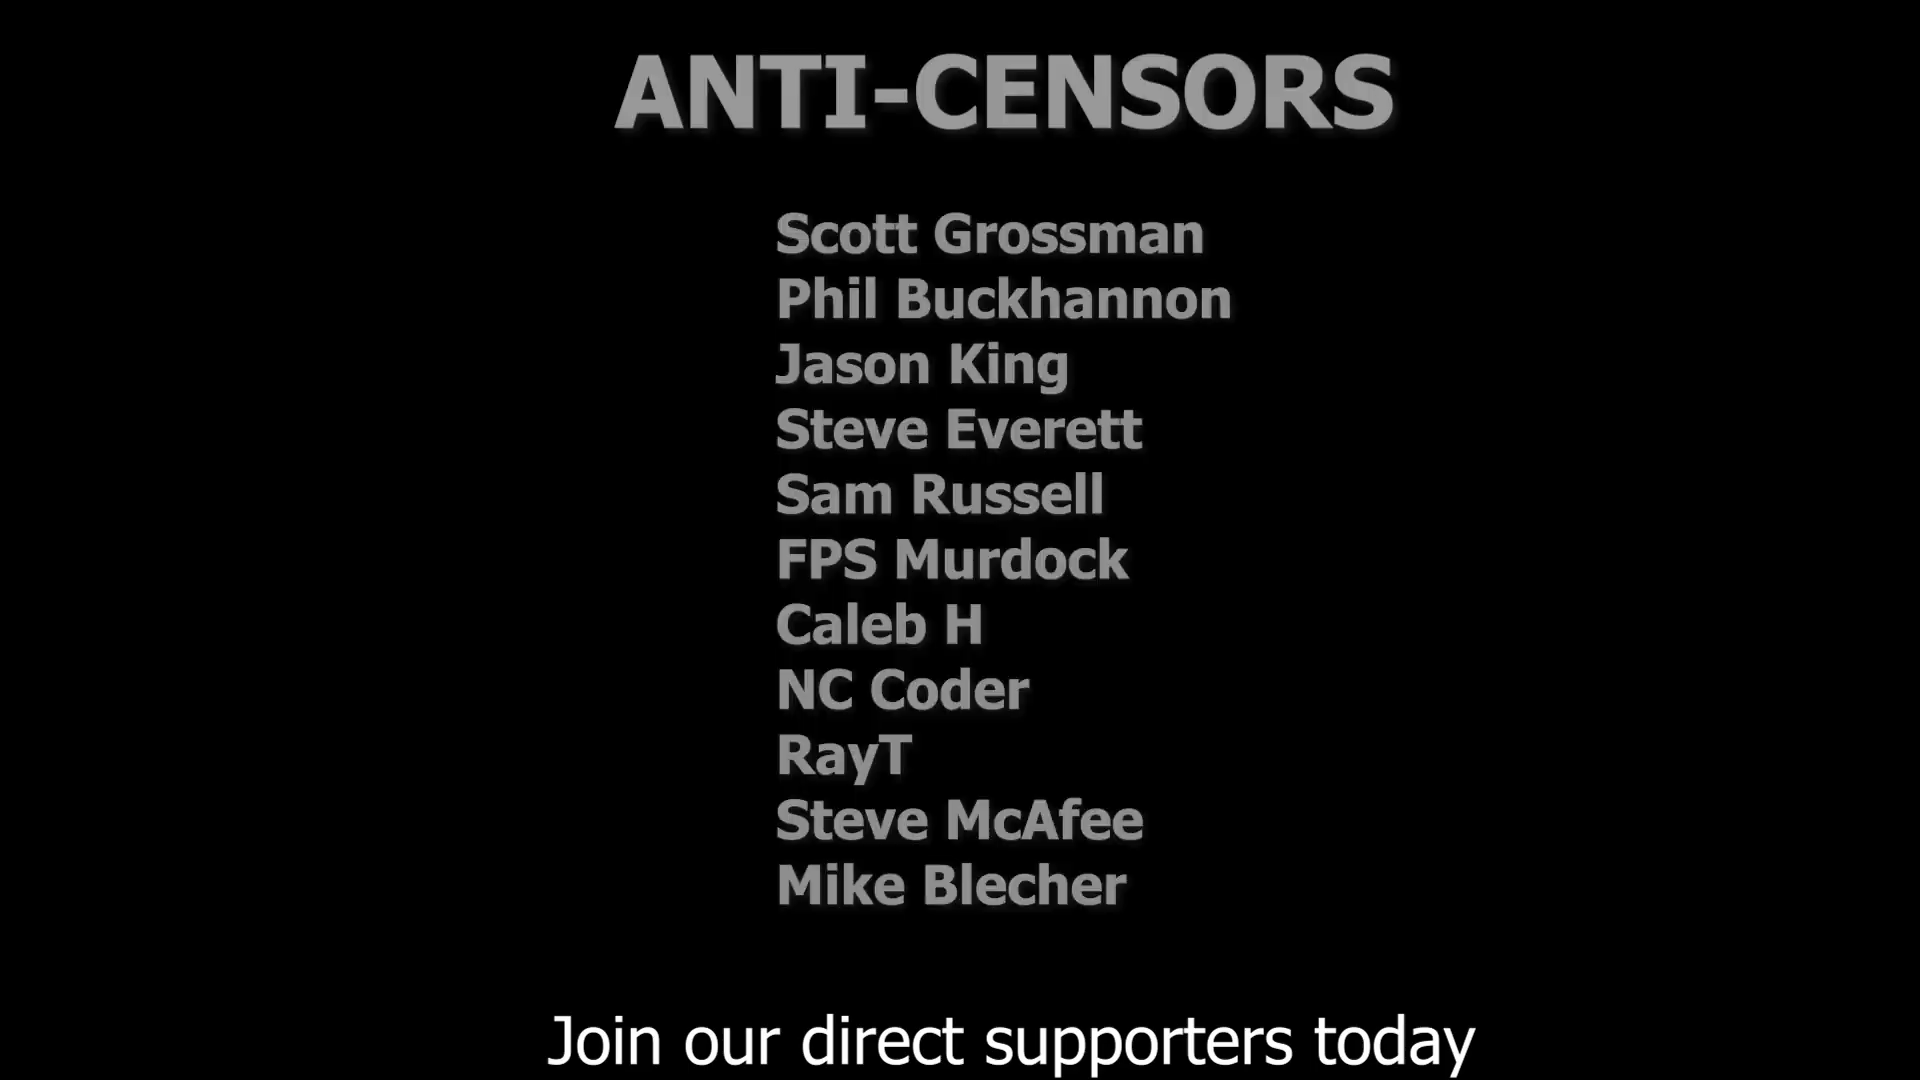 ANTI-CENSORS
Scott Grossman
Phil Buckhannon
Jason King
Steve Everett
Sam Russell
FPS Murdock
Caleb H
NC Coder
RayT
Steve McAfee
Mike Blecher
Join our direct supporters today